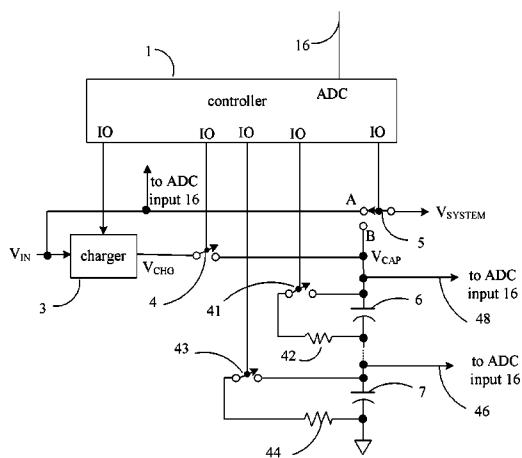 16
1
controller
ADC
IO
IO
IO
IO
IO
to ADC
input 16
A
VSYSTEM
B
5
VIN
charger
VCHG
VCAP
3
4
41
6
to ADC
input 16
48
42
43
to ADC
input 16
7
46
44